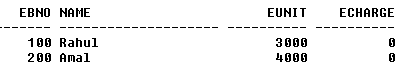 EBNO NAME EUNIT ECHARGE
------- -------------------- ---------- ----------
100 Rahul 3000 0
200 Amal 4000 0